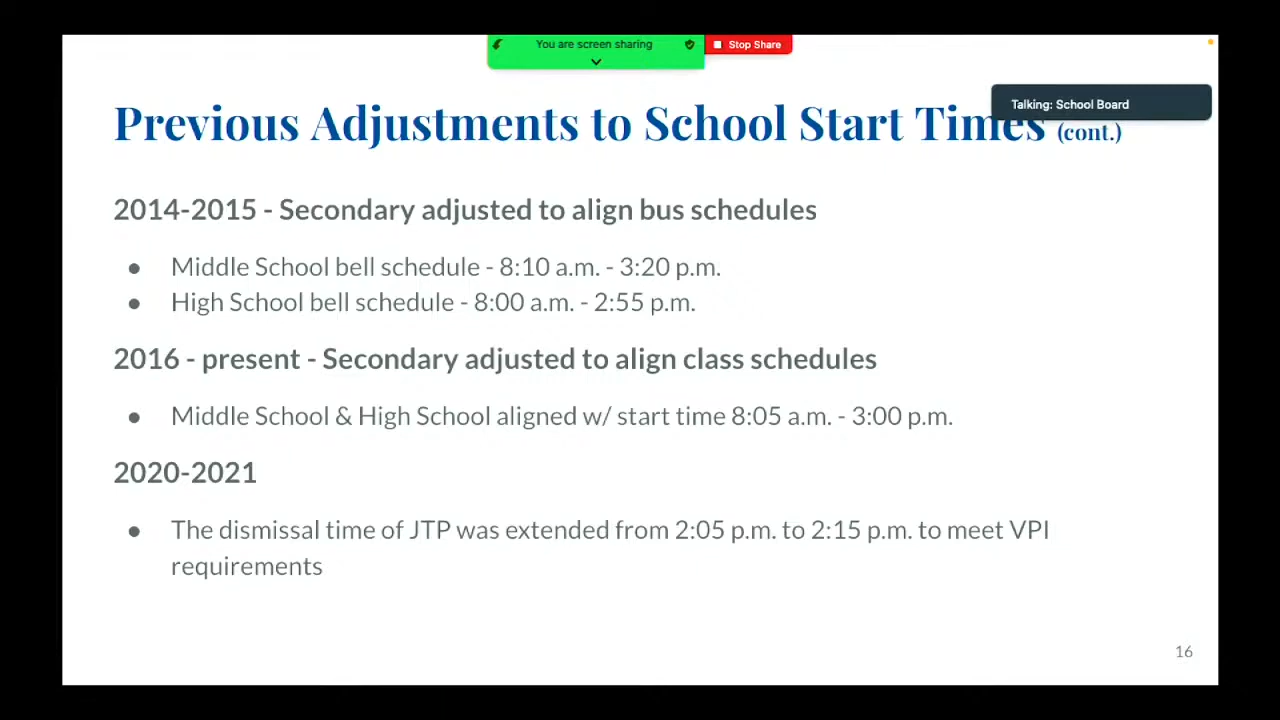 You are screen sharing
Stop Share
Talking: School Board
Previous Adjustments to School Start Times (cont.)
2014-2015 - Secondary adjusted to align bus schedules
● Middle School bell schedule - 8:10 a.m. - 3:20 p.m.
● High School bell schedule - 8:00 a.m. - 2:55 p.m.
2016 - present - Secondary adjusted to align class schedules
● Middle School & High School aligned w/ start time 8:05 a.m. - 3:00 p.m.
2020-2021
● The dismissal time of JTP was extended from 2:05 p.m. to 2:15 p.m. to meet VPI
requirements
16